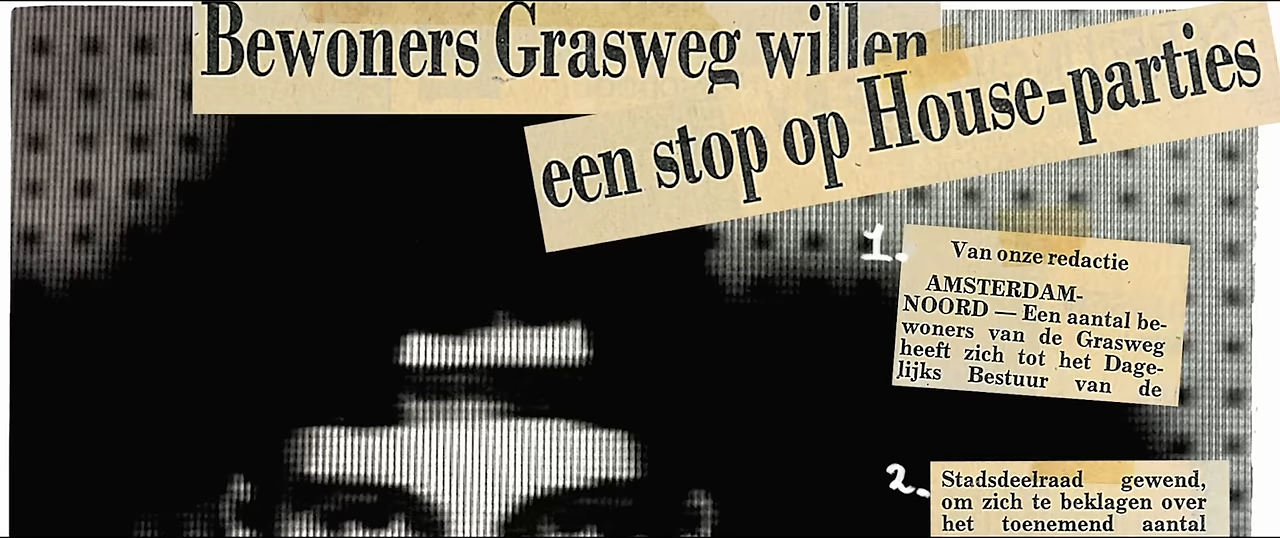 Bewoners Grasweg willen
een stop op House-parties
1.
Van onze redactie
AMSTERDAM-
NOORD — Een aantal be-
woners van de Grasweg
heeft zich tot het Dage-
lijks Bestuur van de
2.
Stadsdeelraad gewend,
om zich te beklagen over
het toenemend aantal